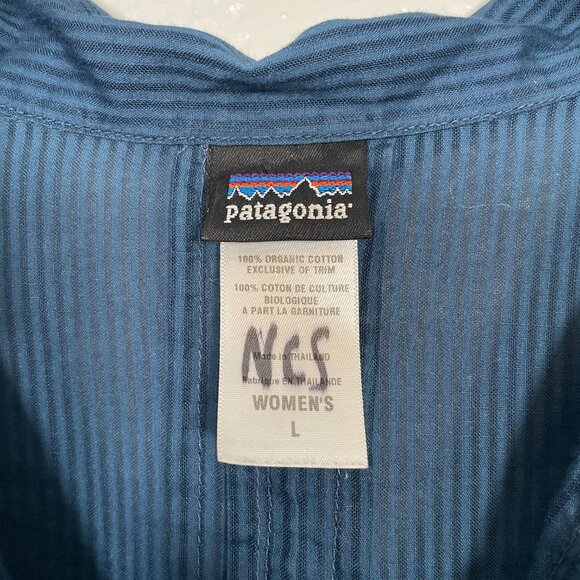 patagonia®
100% ORGANIC COTTON
EXCLUSIVE OF TRIM
100% COTON DE CULTURE
BIOLOGIQUE
A PART LA GARNITURE
NCS
Made in THAILAND
Fabrique EN THAILANDE
WOMEN'S
L